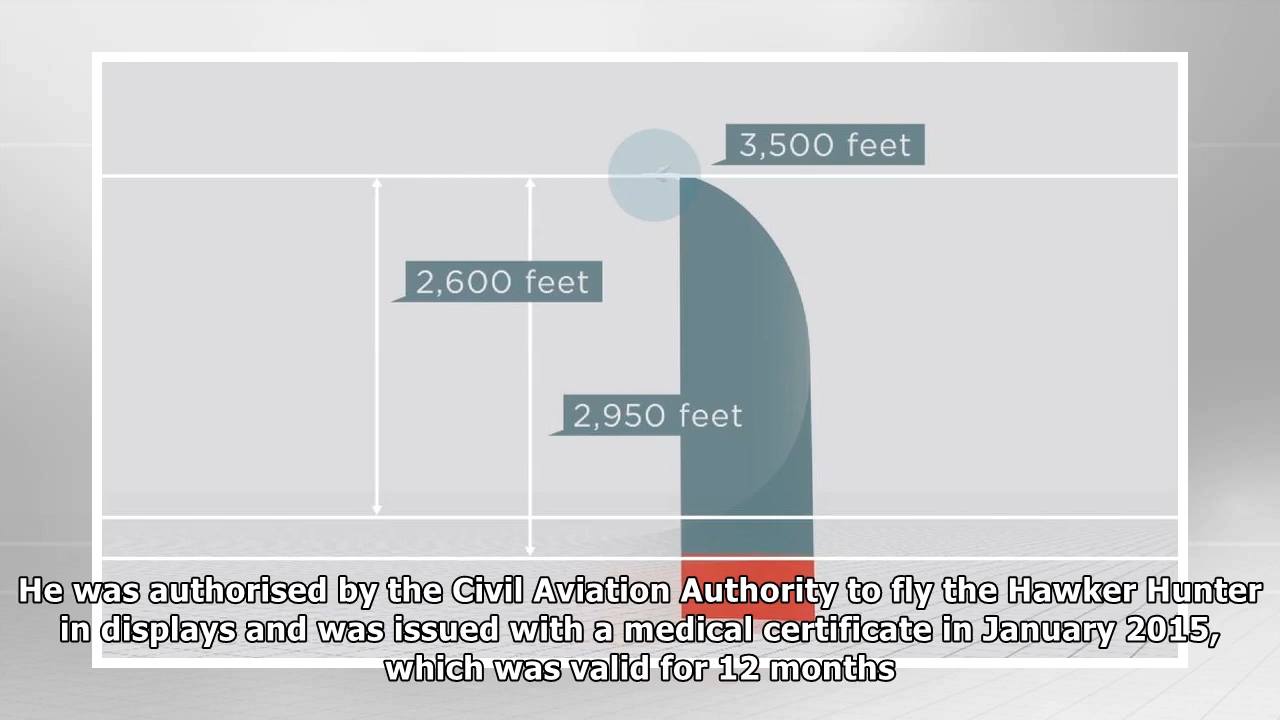 3,500 feet
2,600 feet
2,950 feet
He was authorised by the Civil Aviation Authority to fly the Hawker Hunter
in displays and was issued with a medical certificate in January 2015,
which was valid for 12 months